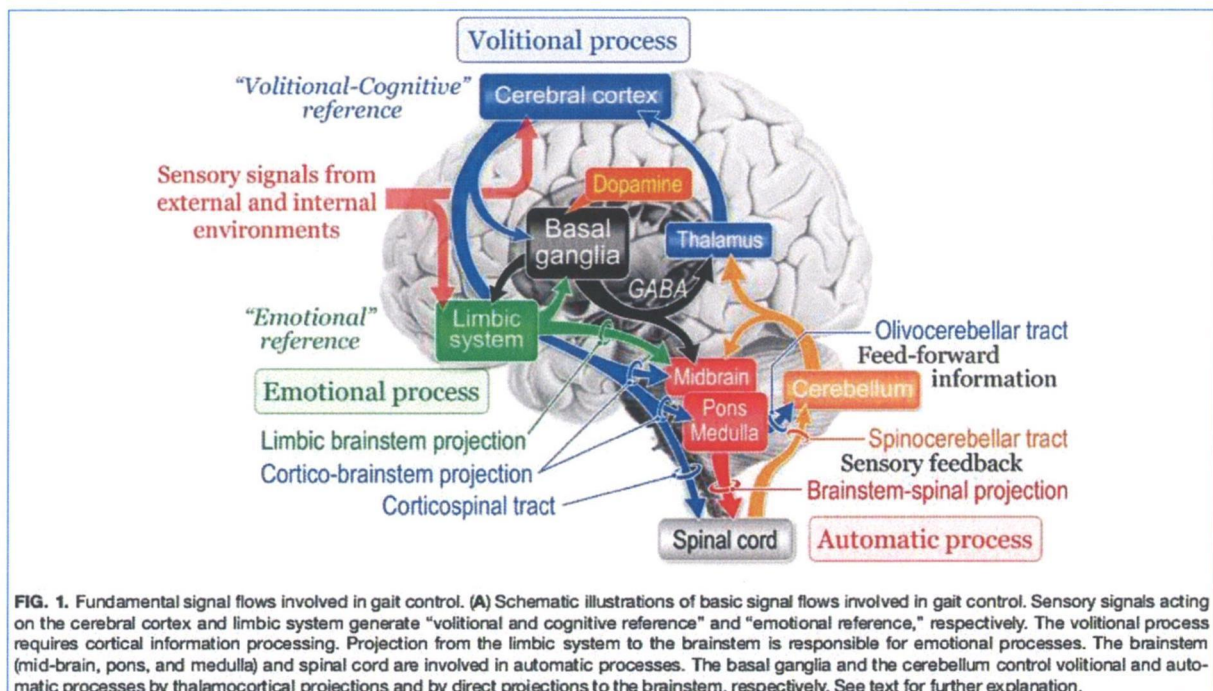 Volitional process
"Volitional-Cognitive"
reference
Cerebral cortex
Sensory signals from
external and internal
environments
Dopamine
Basal
ganglia
Thalamus
GABA
"Emotional"
reference
Limbic
system
Olivocerebellar tract
Feed-forward
information
Emotional process
Midbrain
Cerebellum
Pons
Medulla
Limbic brainstem projection
Spinocerebellar tract
Cortico-brainstem projection
Sensory feedback
Corticospinal tract
Brainstem-spinal projection
Spinal cord
Automatic process
FIG. 1. Fundamental signal flows involved in gait control. (A) Schematic illustrations of basic signal flows involved in gait control. Sensory signals acting
on the cerebral cortex and limbic system generate "volitional and cognitive reference" and "emotional reference," respectively. The volitional process
requires cortical information processing. Projection from the limbic system to the brainstem is responsible for emotional processes. The brainstem
(mid-brain, pons, and medulla) and spinal cord are involved in automatic processes. The basal ganglia and the cerebellum control volitional and auto-
matic processes by thalamocortical projections and by direct projections to the brainstem, respectively. See text for further explanation.